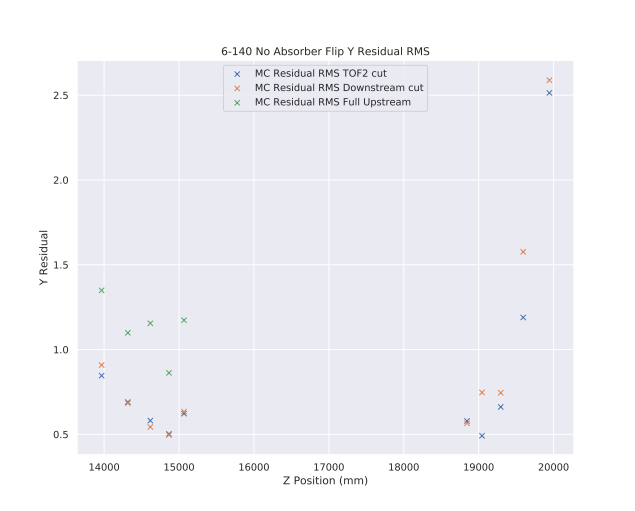 6-140 No Absorber Flip Y Residual RMS
MC Residual RMS TOF2 cut
MC Residual RMS Downstream cut
MC Residual RMS Full Upstream
2.5
2.0
1.5
1.0
0.5
Y Residual
14000 15000 16000 17000 18000 19000 20000
Z Position (mm)